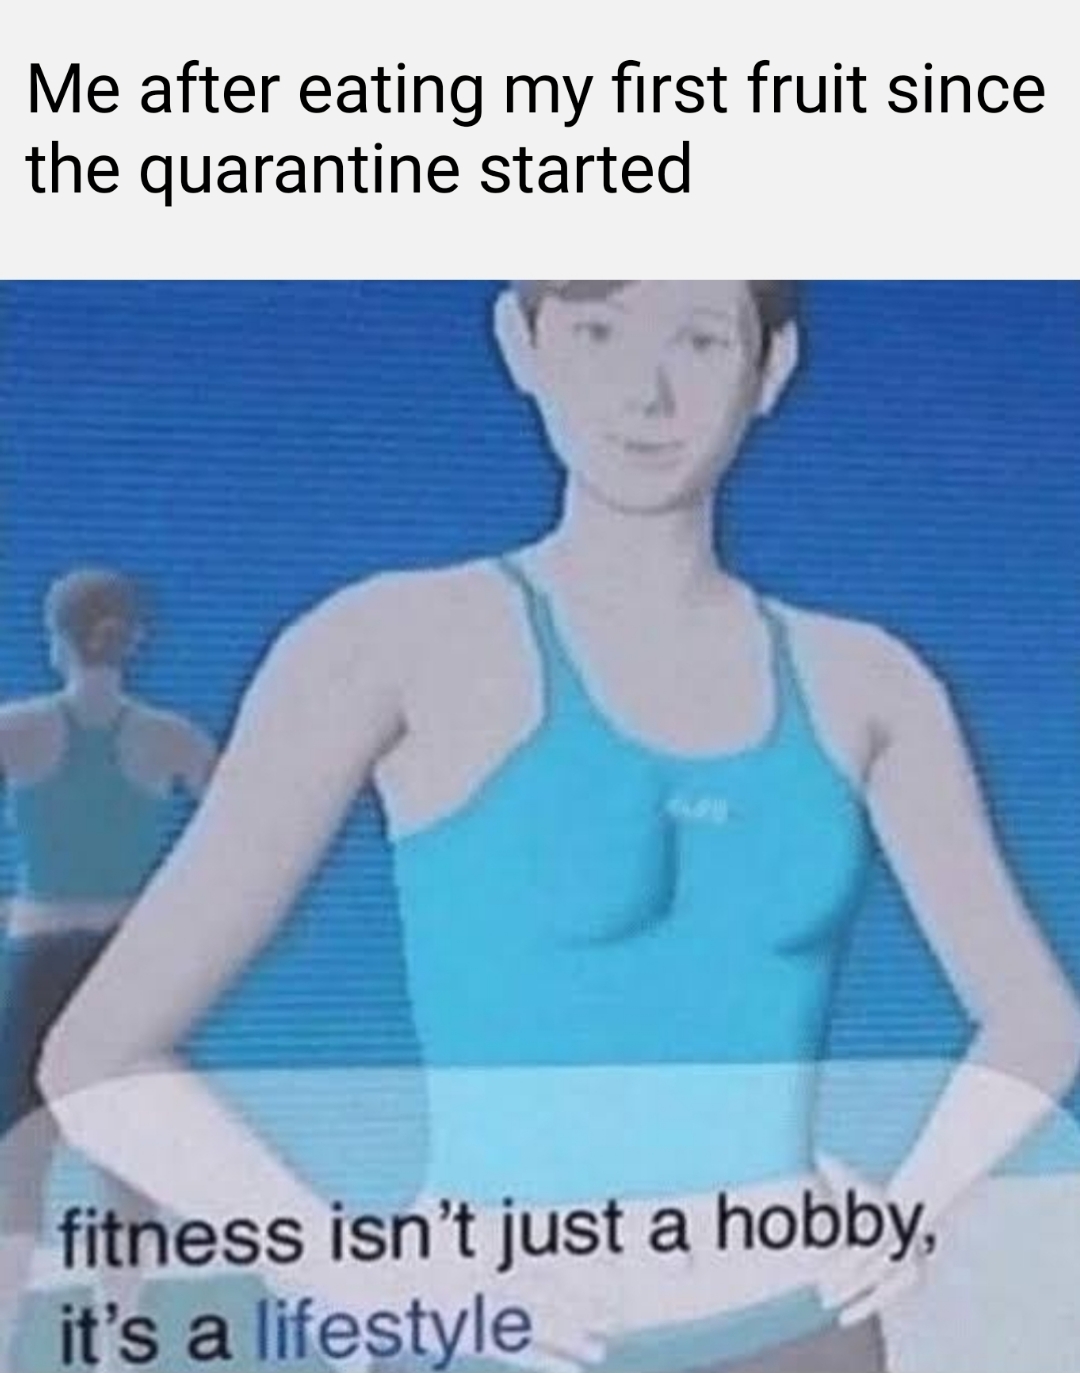 Me after eating my first fruit since
the quarantine started
fitness isn't just a hobby,
it's a lifestyle